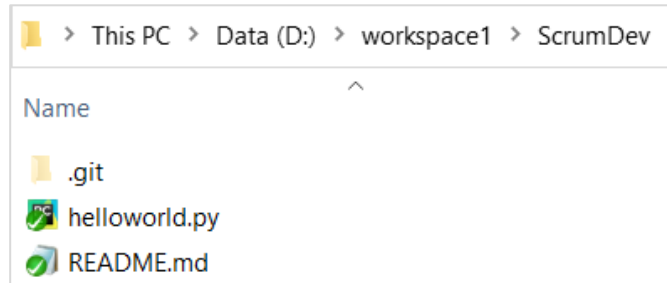 > This PC > Data (D:) > workspace1 > ScrumDev
Name
.git
helloworld.py
README.md